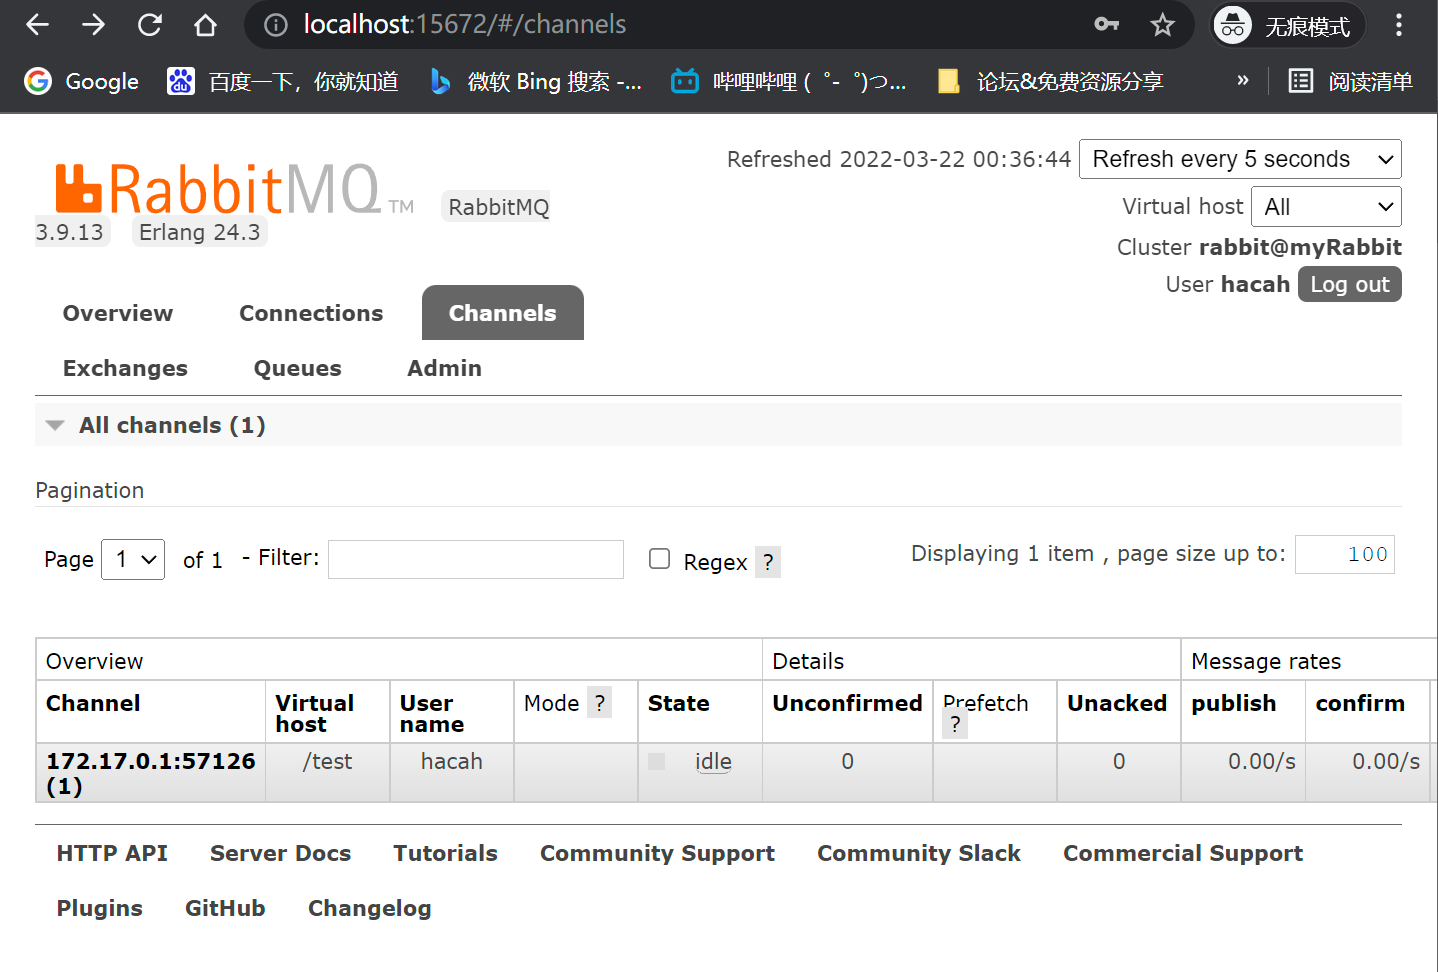 localhost:15672/#/channels
无痕模式
Google
百度一下，你就知道
微软 Bing 搜索 -...
哔哩哔哩 (゜-゜)つ...
论坛&免费资源分享
»
阅读清单
RabbitMQ TM
RabbitMQ
3.9.13
Erlang 24.3
Refreshed 2022-03-22 00:36:44
Refresh every 5 seconds
Virtual host
All
Cluster rabbit@myRabbit
User hacah
Log out
Overview
Connections
Channels
Exchanges
Queues
Admin
All channels (1)
Pagination
Page 1 of 1 - Filter:
Regex ?
Displaying 1 item , page size up to: 100
Overview
Details
Message rates
Channel
Virtual host
User name
Mode ?
State
Unconfirmed
Prefetch ?
Unacked
publish
confirm
172.17.0.1:57126 (1)
/test
hacah
idle
0
0
0.00/s
0.00/s
HTTP API
Server Docs
Tutorials
Community Support
Community Slack
Commercial Support
Plugins
GitHub
Changelog